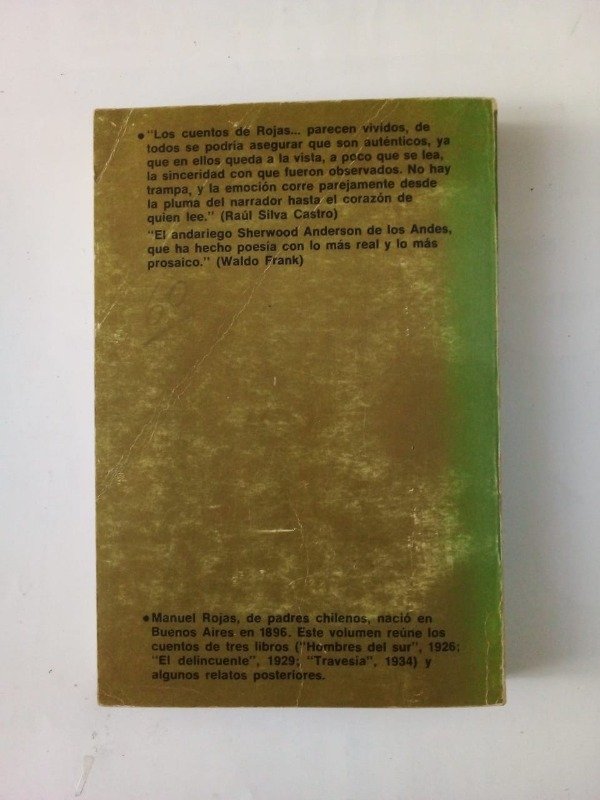 • "Los cuentos de Rojas... parecen vividos, de
todos se podría asegurar que son auténticos, ya
que en ellos queda a la vista, a poco que se lea,
la sinceridad con que fueron observados. No hay
trampa, y la emoción corre parejamente desde
la pluma del narrador hasta el corazón de
quien lee." (Raúl Silva Castro)
"El andariego Sherwood Anderson de los Andes,
que ha hecho poesía con lo más real y lo más
prosaico." (Waldo Frank)
• Manuel Rojas, de padres chilenos, nació en
Buenos Aires en 1896. Este volumen reúne los
cuentos de tres libros ("Hombres del sur", 1926;
"El delincuente", 1929; "Travesía", 1934) y
algunos relatos posteriores.